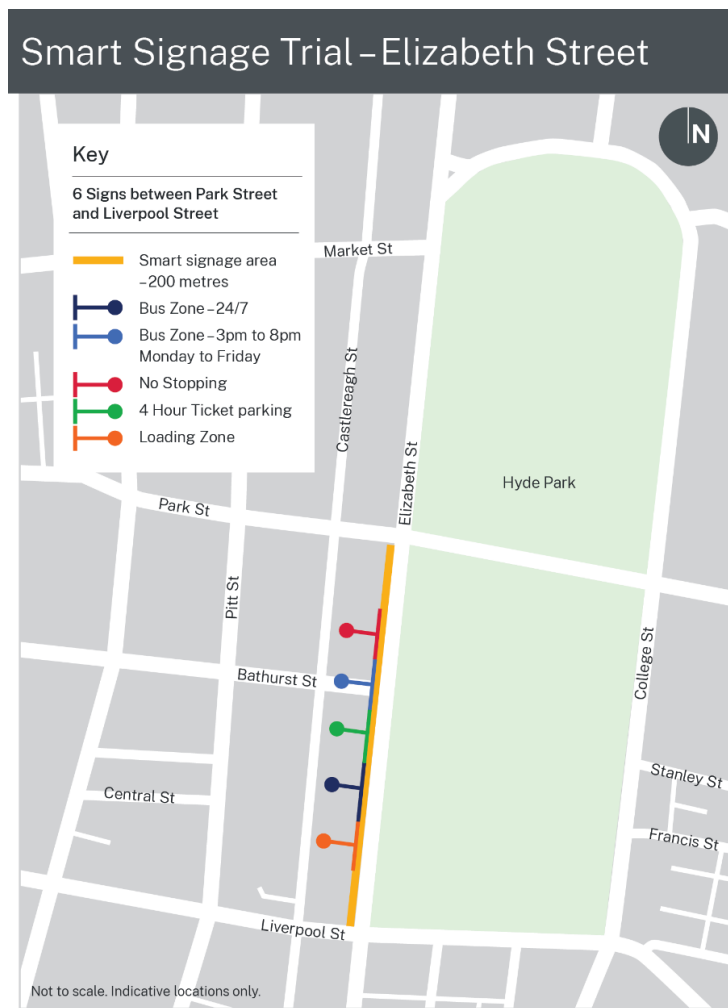 Smart Signage Trial – Elizabeth Street
N
Key
6 Signs between Park Street
and Liverpool Street
Smart signage area
–200 metres
Bus Zone – 24/7
Bus Zone – 3pm to 8pm
Monday to Friday
No Stopping
4 Hour Ticket parking
Loading Zone
Market St
Castlereagh St
Elizabeth St
Hyde Park
Park St
Pitt St
Bathurst St
College St
Central St
Stanley St
Francis St
Liverpool St
Not to scale. Indicative locations only.